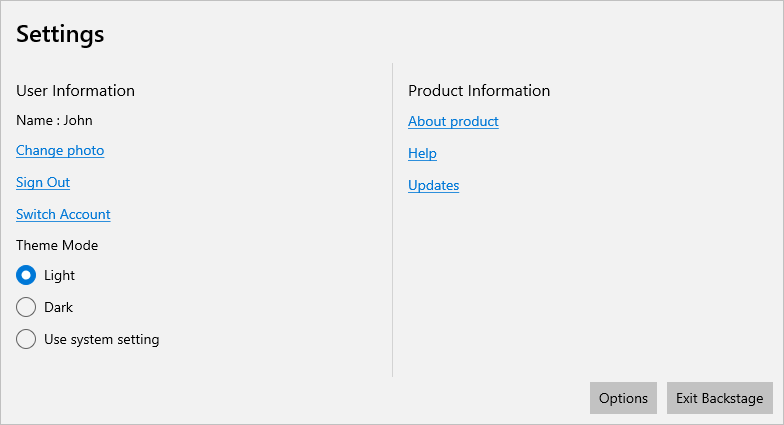 Settings
User Information
Name : John
Change photo
Sign Out
Switch Account
Theme Mode
Light
Dark
Use system setting
Product Information
About product
Help
Updates
Options
Exit Backstage